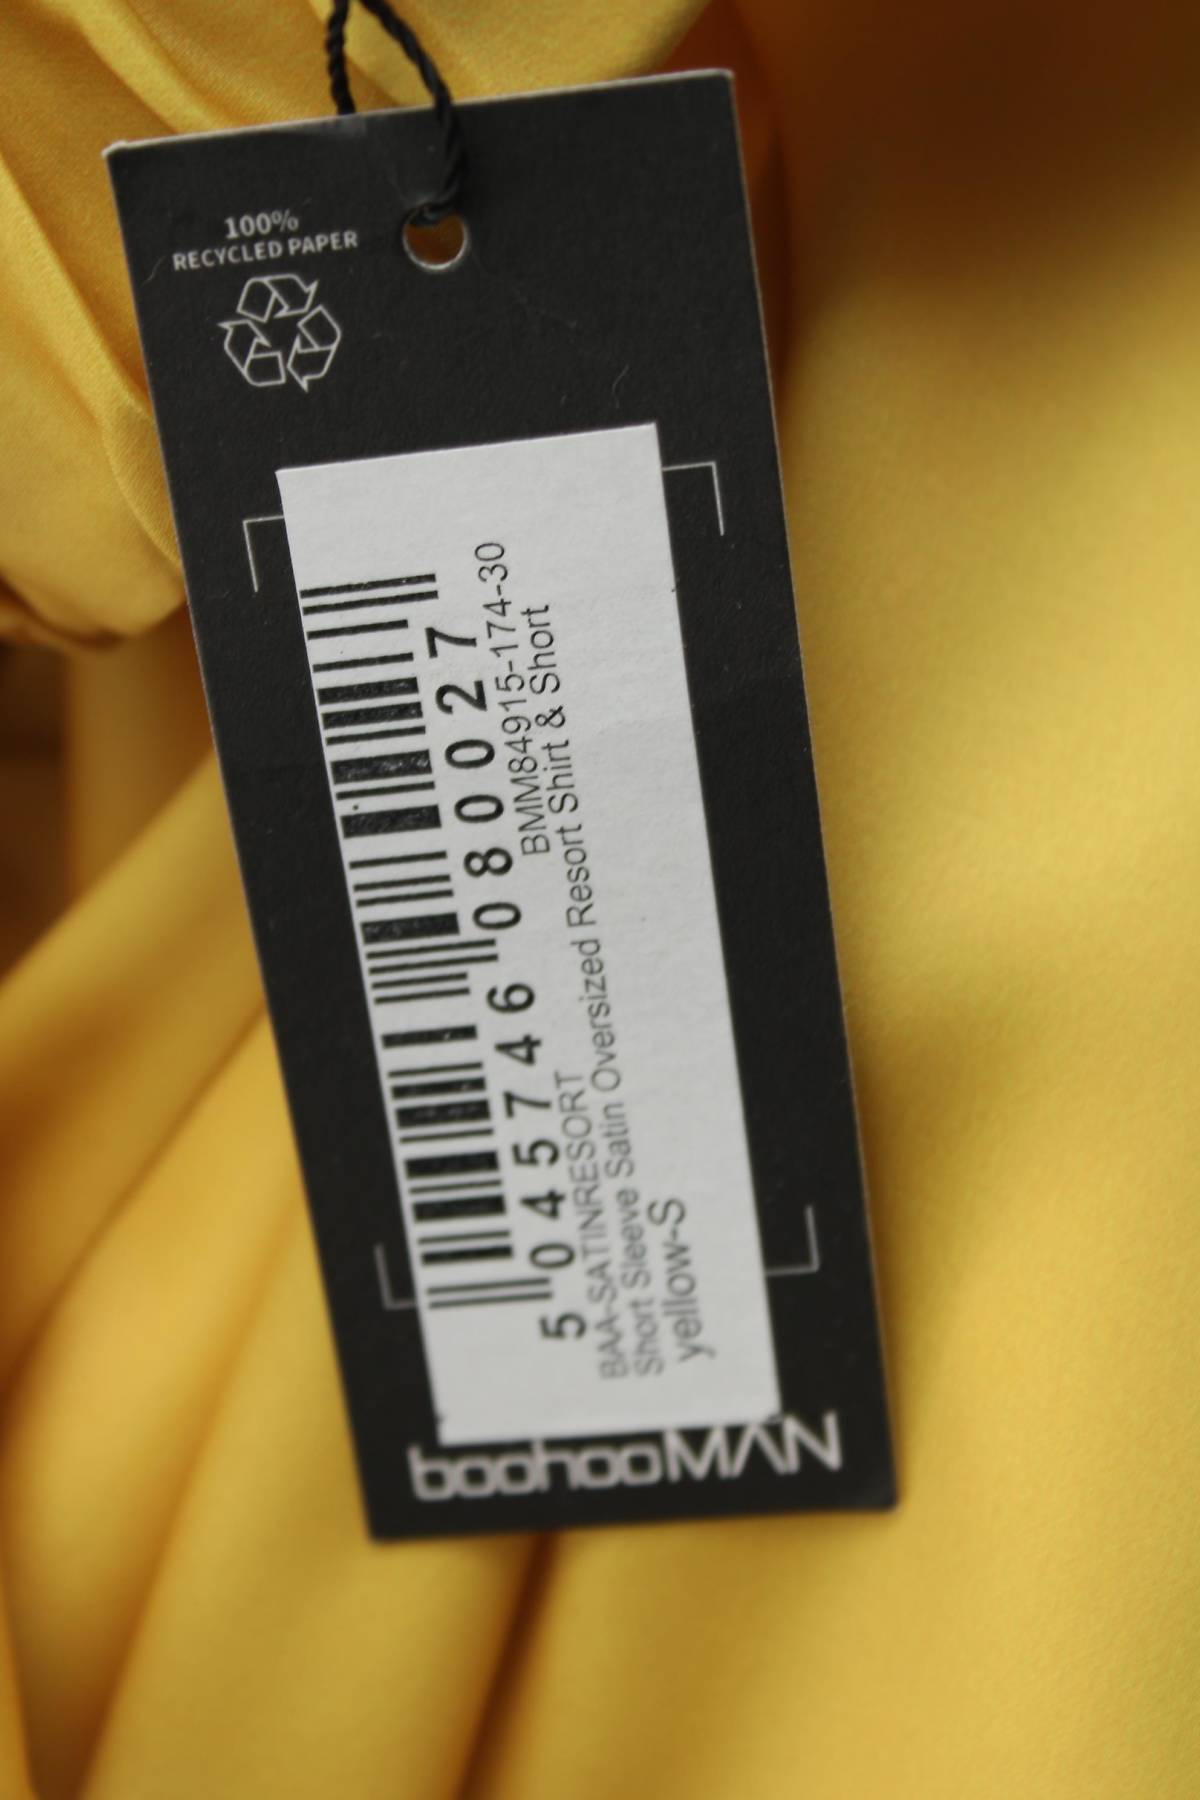 100%
RECYCLED PAPER
5 045746 080027
BMM84915-174-30
BAA-SATINRESORT
Short Sleeve Satin Oversized Resort Shirt & Short
yellow-S
boohooMAN